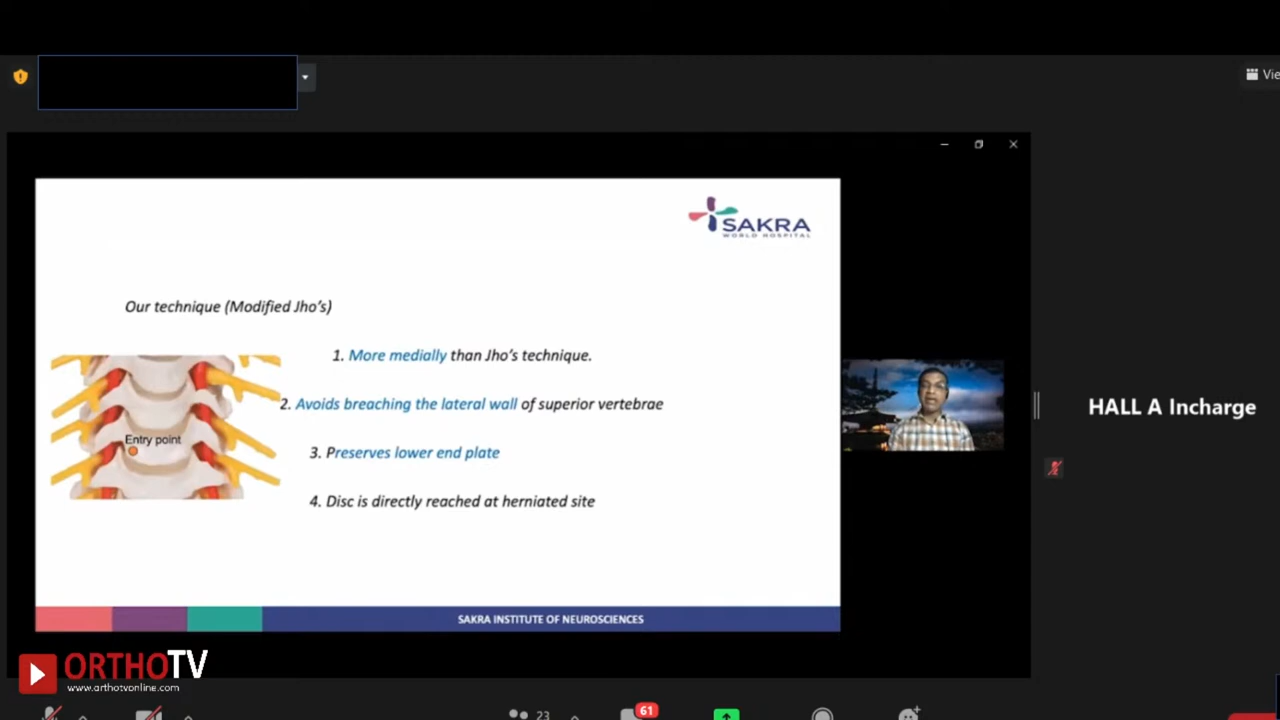 Vie
SAKRA
WORLD HOSPITAL
Our technique (Modified Jho's)
1. More medially than Jho's technique.
2. Avoids breaching the lateral wall of superior vertebrae
Entry point
3. Preserves lower end plate
4. Disc is directly reached at herniated site
HALL A Incharge
SAKRA INSTITUTE OF NEUROSCIENCES
ORTHOTV
www.orthotvonline.com
23
61